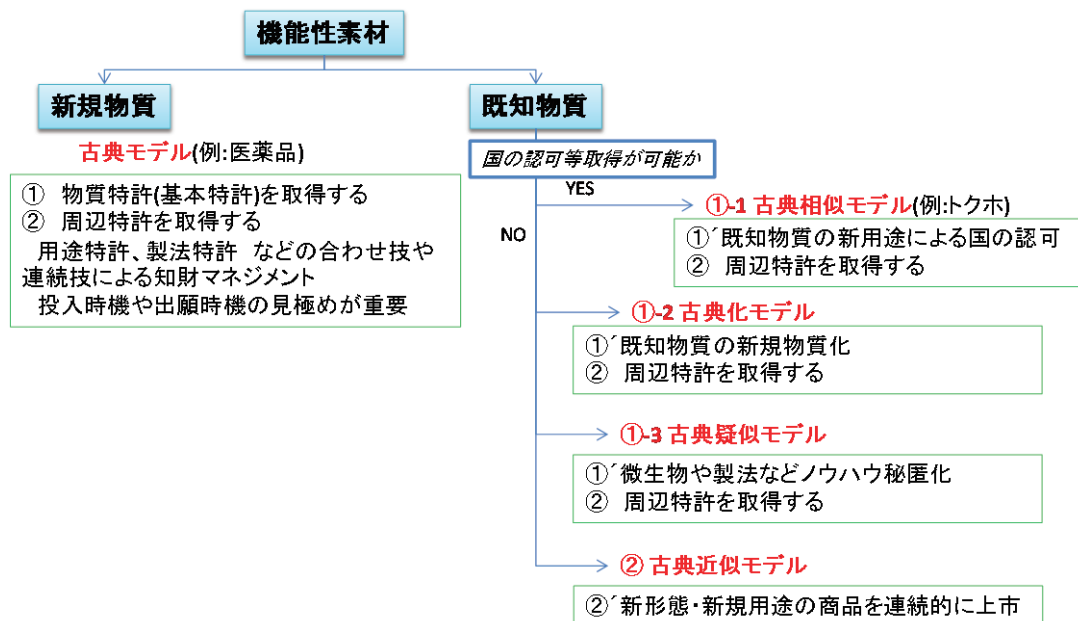 機能性素材
新規物質
既知物質
古典モデル(例:医薬品)
① 物質特許(基本特許)を取得する
② 周辺特許を取得する
用途特許、製法特許 などの合わせ技や
連続技による知財マネジメント
投入時機や出願時機の見極めが重要
国の認可等取得が可能か
YES
NO
①-1 古典相似モデル(例:トクホ)
①´既知物質の新用途による国の認可
② 周辺特許を取得する
①-2 古典化モデル
①´既知物質の新規物質化
② 周辺特許を取得する
①-3 古典疑似モデル
①´微生物や製法などノウハウ秘匿化
② 周辺特許を取得する
② 古典近似モデル
②´新形態・新規用途の商品を連続的に上市